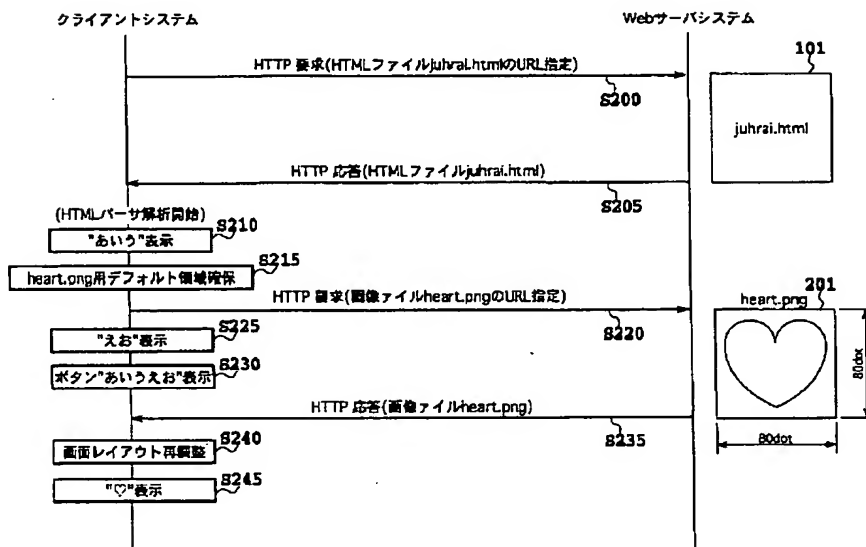 クライアントシステム
Webサーバシステム
HTTP 要求(HTMLファイルjuhrai.htmlのURL指定)
S200
101
juhrai.html
HTTP 応答(HTMLファイルjuhrai.html)
S205
(HTMLパーサ解析開始)
S210
"あいう"表示
S215
heart.png用デフォルト領域確保
HTTP 要求(画像ァイルheart.pngのURL指定)
S220
201
heart.png
S225
"えお"表示
S230
ボタン"あいうえお"表示
80dot
HTTP 応答(画像ァイルheart.png)
S235
80dot
S240
画面レイアウト再調整
S245
"♡"表示